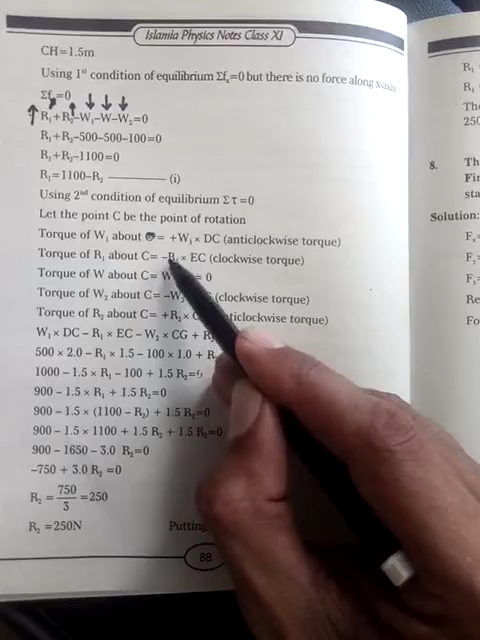 Islamia Physics Notes Class XI
CH=1.5m
Using 1st condition of equilibrium Σfx=0 but there is no force along x-axis
Σfy=0
R₁+R₂-W₁-W-W₂=0
R₁+R₂-500-500-100=0
R₁+R₂-1100=0
R₁=1100-R₂ ———— (i)
Using 2nd condition of equilibrium Σ τ =0
Let the point C be the point of rotation
Torque of W₁ about = +W₁ × DC (anticlockwise torque)
Torque of R₁ about C= -R₁ × EC (clockwise torque)
Torque of W about C= W = 0
Torque of W₂ about C= -W₂ (clockwise torque)
Torque of R₂ about C= +R₂ × torque)
W₁ × DC - R₁ × EC - W₂ × CG +
500 × 2.0 - R₁ × 1.5 - 100 × 1.0 +
1000 - 1.5 × R₁ - 100 + 1.5 R₂=0
900 - 1.5 × R₁ + 1.5 R₂=0
900 - 1.5 × (1100 - R₂) + 1.5 R₂=0
900 - 1.5 × 1100 + 1.5 R₂ + 1.5 R₂=0
900 - 1650 - 3.0 R₂=0
-750 + 3.0 R₂ =0
R₂ = 750/3 = 250
R₂ = 250N Putting
88
R₁ =
R₁
The
250
8. Th
Fin
sta
Solution:
Fx=
Fy=
Fx=
Re
Fo